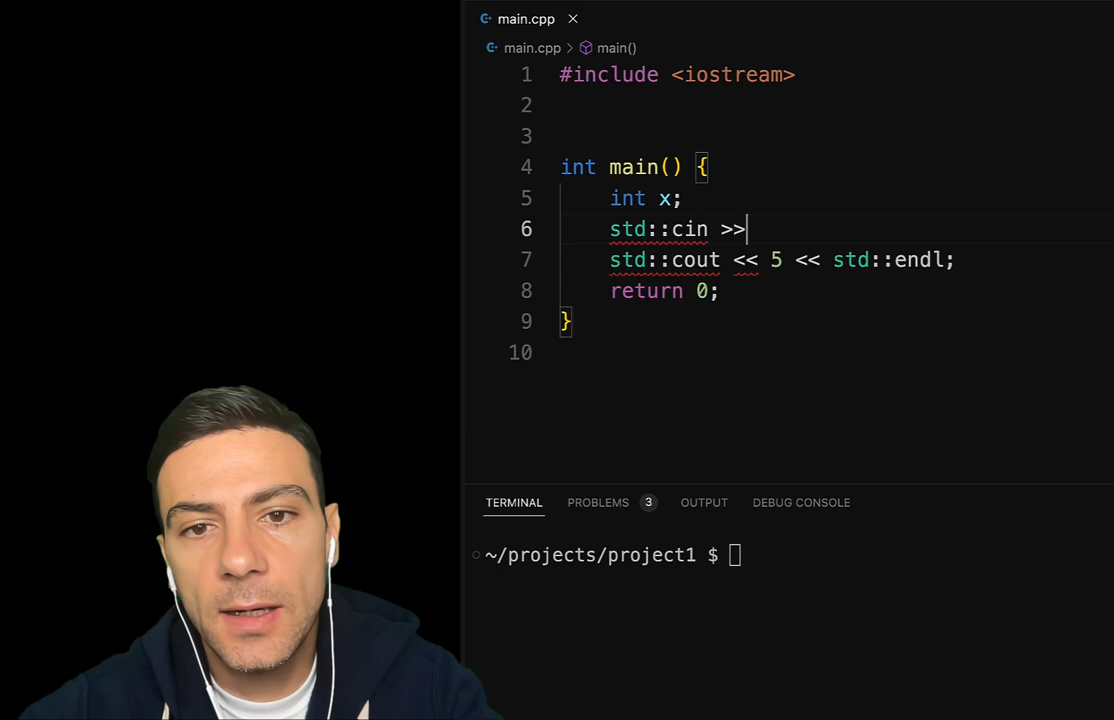 main.cpp
main.cpp > main()
1 #include <iostream>
2
3
4 int main() {
5 int x;
6 std::cin >>
7 std::cout << 5 << std::endl;
8 return 0;
9 }
10
TERMINAL PROBLEMS 3 OUTPUT DEBUG CONSOLE
~/projects/project1 $